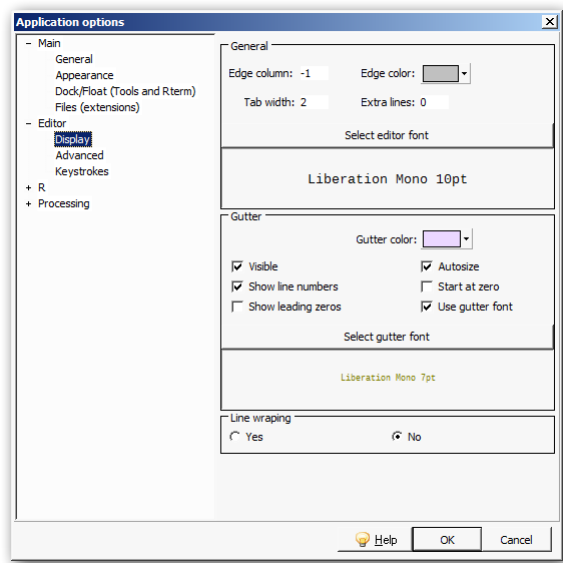 Application options
Main
General
Appearance
Dock/Float (Tools and Rterm)
Files (extensions)
Editor
Display
Advanced
Keystrokes
R
Processing
General
Edge column: -1 Edge color:
Tab width: 2 Extra lines: 0
Select editor font
Liberation Mono 10pt
Gutter
Gutter color:
Visible Autosize
Show line numbers Start at zero
Show leading zeros Use gutter font
Select gutter font
Liberation Mono 7pt
Line wraping
Yes No
Help OK Cancel